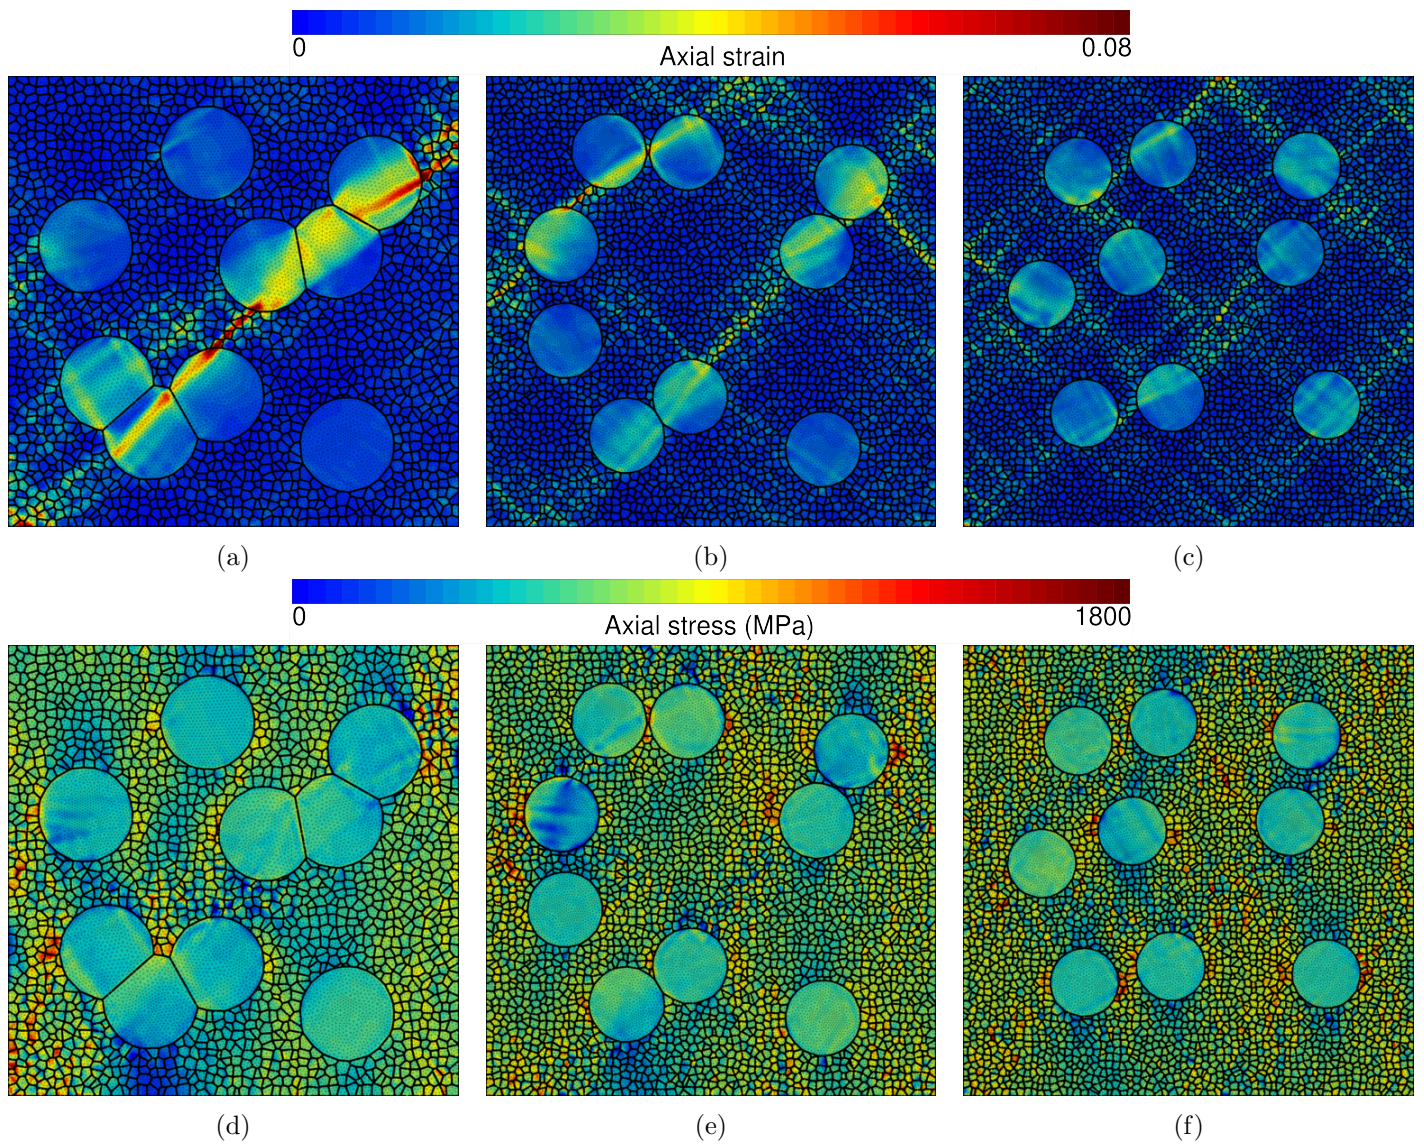 0 0.08
Axial strain
(a) (b) (c)
0 1800
Axial stress (MPa)
(d) (e) (f)